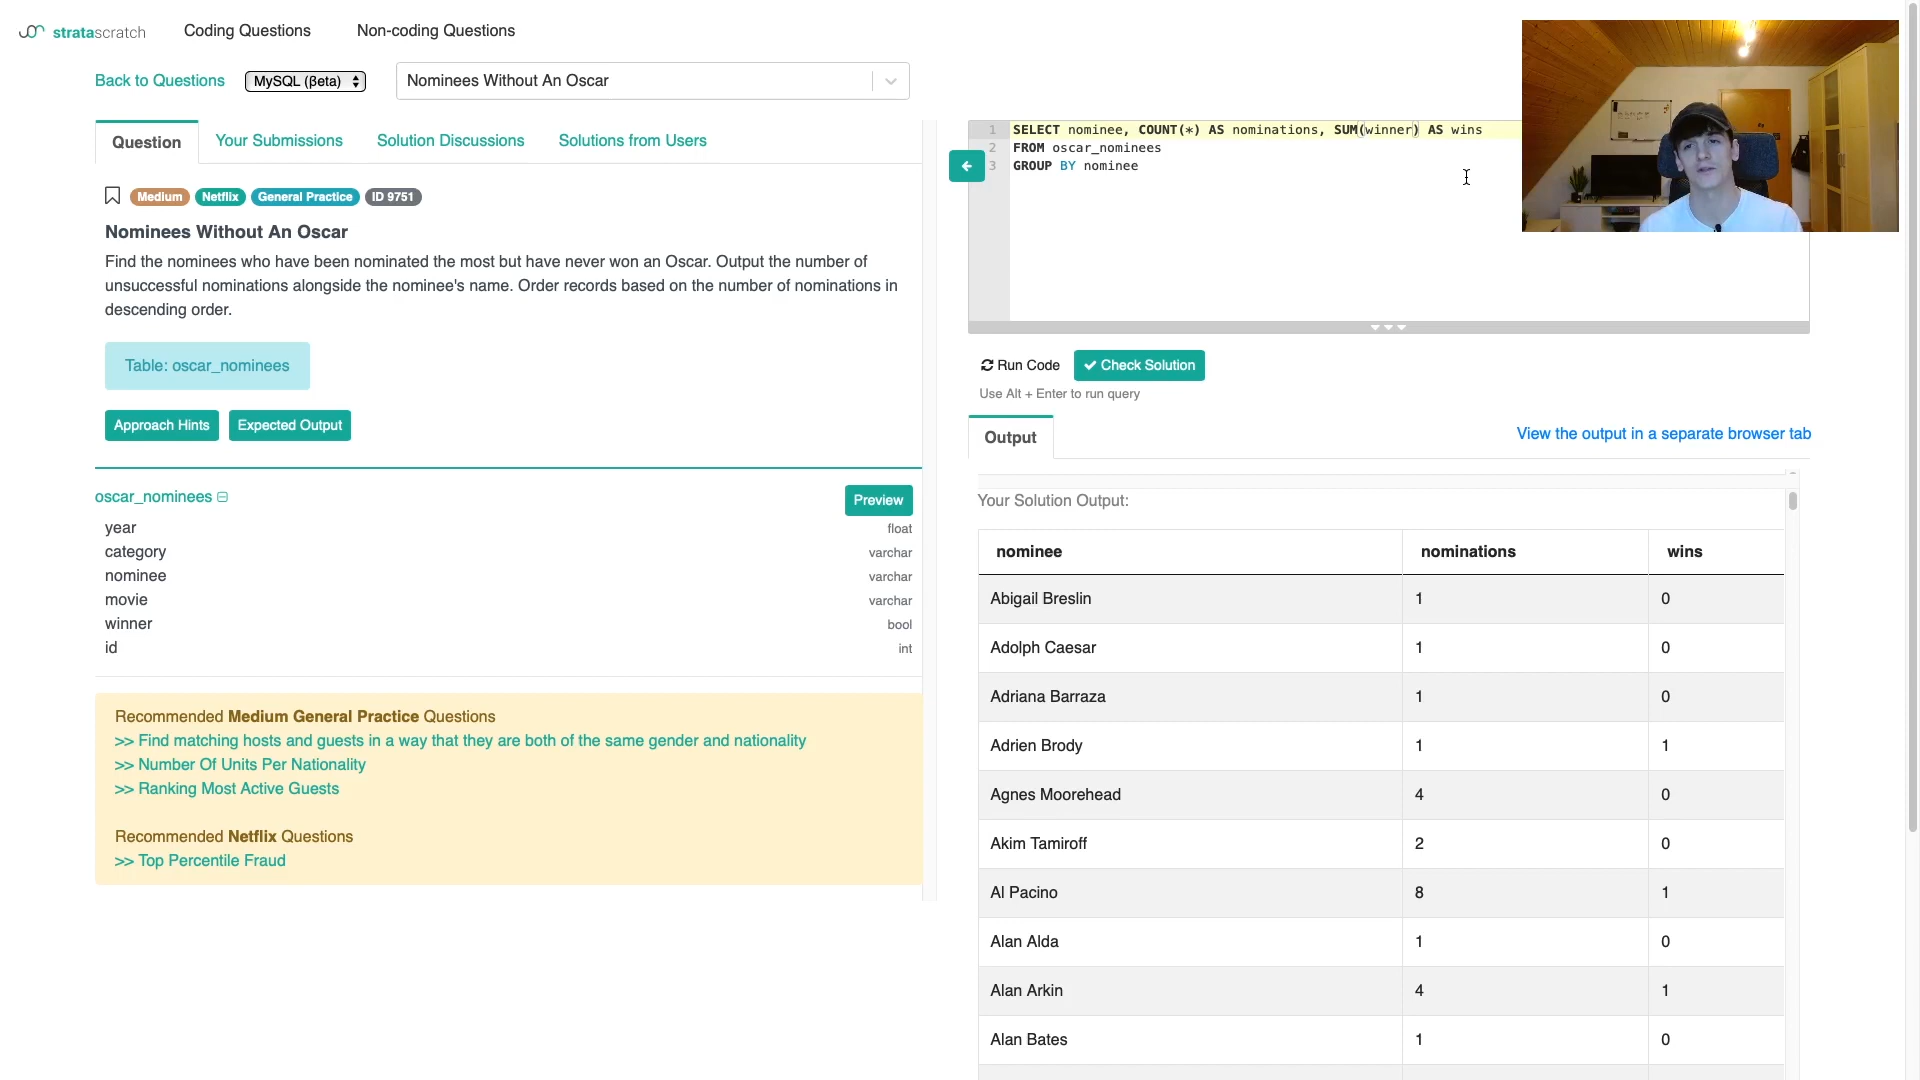 stratascratch
Coding Questions
Non-coding Questions
Back to Questions
MySQL (βeta)
Nominees Without An Oscar
Question
Your Submissions
Solution Discussions
Solutions from Users
Medium
Netflix
General Practice
ID 9751
Nominees Without An Oscar
Find the nominees who have been nominated the most but have never won an Oscar. Output the number of
unsuccessful nominations alongside the nominee's name. Order records based on the number of nominations in
descending order.
Table: oscar_nominees
Approach Hints
Expected Output
oscar_nominees
Preview
year float
category varchar
nominee varchar
movie varchar
winner bool
id int
Recommended Medium General Practice Questions
>> Find matching hosts and guests in a way that they are both of the same gender and nationality
>> Number Of Units Per Nationality
>> Ranking Most Active Guests
Recommended Netflix Questions
>> Top Percentile Fraud
1 SELECT nominee, COUNT(*) AS nominations, SUM(winner) AS wins
2 FROM oscar_nominees
3 GROUP BY nominee
Run Code
Check Solution
Use Alt + Enter to run query
Output
View the output in a separate browser tab
Your Solution Output:
nominee nominations wins
Abigail Breslin 1 0
Adolph Caesar 1 0
Adriana Barraza 1 0
Adrien Brody 1 1
Agnes Moorehead 4 0
Akim Tamiroff 2 0
Al Pacino 8 1
Alan Alda 1 0
Alan Arkin 4 1
Alan Bates 1 0